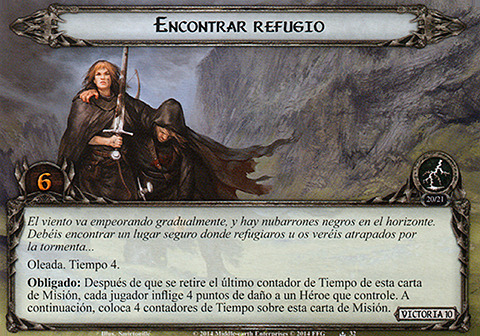 ENCONTRAR REFUGIO
6
20/21
El viento va empeorando gradualmente, y hay nubarrones negros en el horizonte.
Debéis encontrar un lugar seguro donde refugiaros u os veréis atrapados por
la tormenta...
Oleada. Tiempo 4.
Obligado: Después de que se retire el último contador de Tiempo de esta carta
de Misión, cada jugador inflige 4 puntos de daño a un Héroe que controle. A
continuación, coloca 4 contadores de Tiempo sobre esta carta de Misión.
VICTORIA 10
Illus.
© 2014 Middle-earth Enterprises © 2014 FFG
32